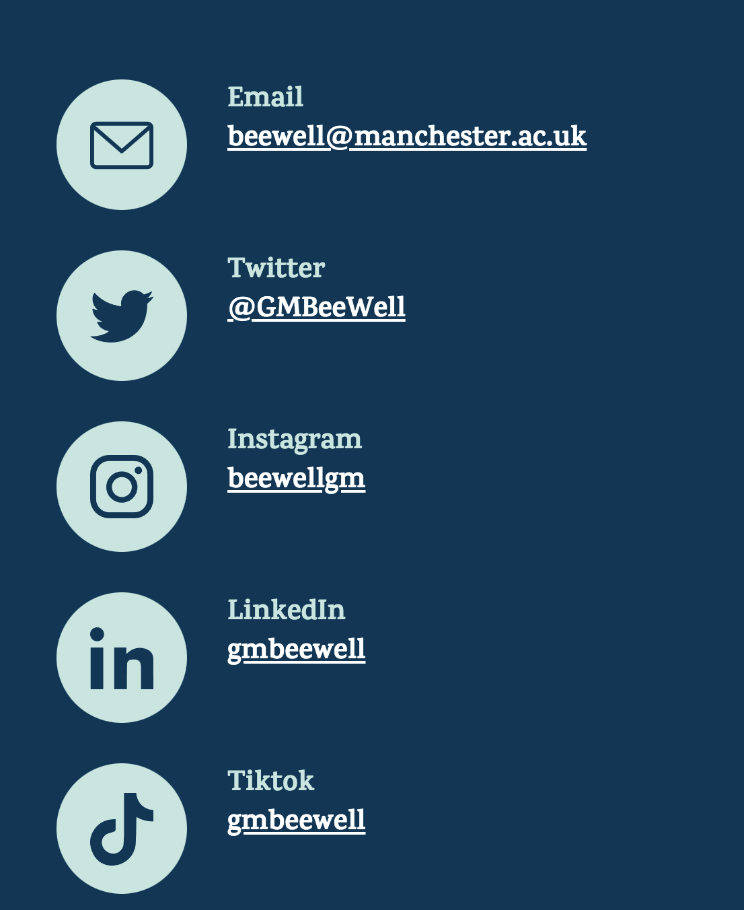 Email
beewell@manchester.ac.uk
Twitter
@GMBeeWell
Instagram
beewellgm
LinkedIn
gmbeewell
Tiktok
gmbeewell